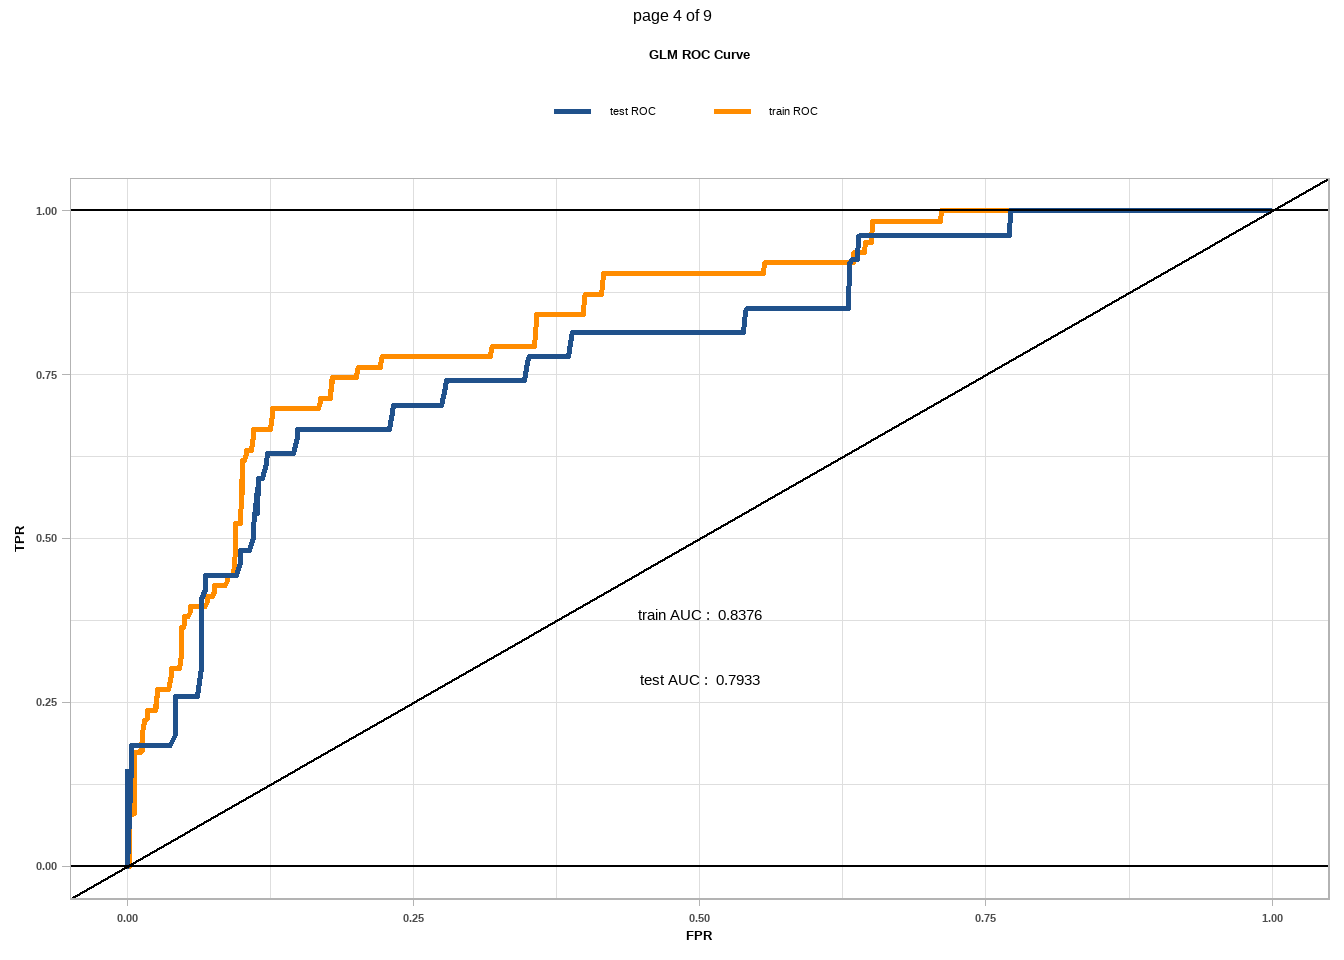 page 4 of 9
GLM ROC Curve
test ROC train ROC
1.00
0.75
TPR
0.50
train AUC : 0.8376
test AUC : 0.7933
0.25
0.00
0.00 0.25 0.50 0.75 1.00
FPR